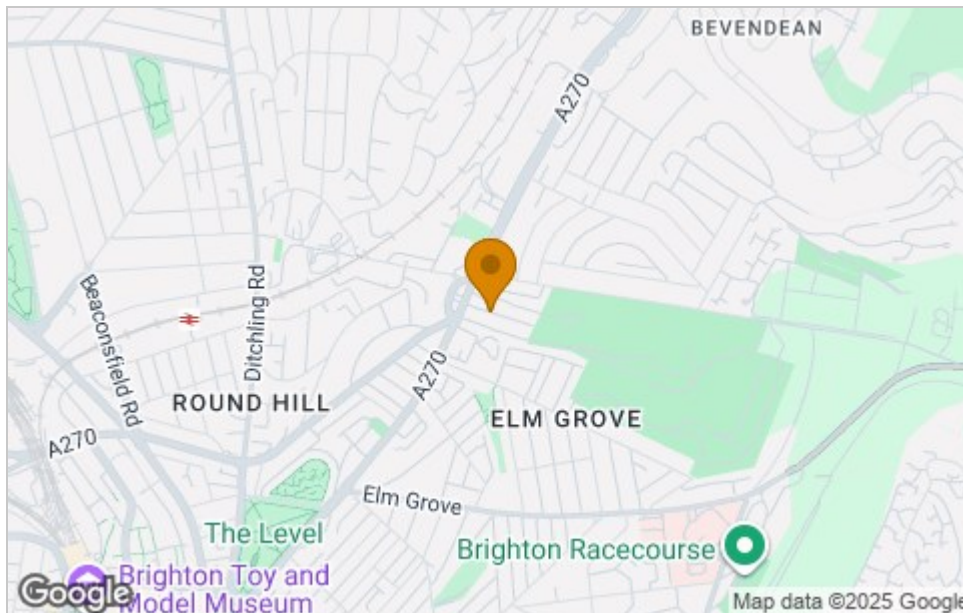 BEVENDEAN
A270
Beaconsfield Rd
Ditchling Rd
A270
ROUND HILL
ELM GROVE
A270
Elm Grove
The Level
Brighton Racecourse
Brighton Toy and
Model Museum
Google
Map data ©2025 Google